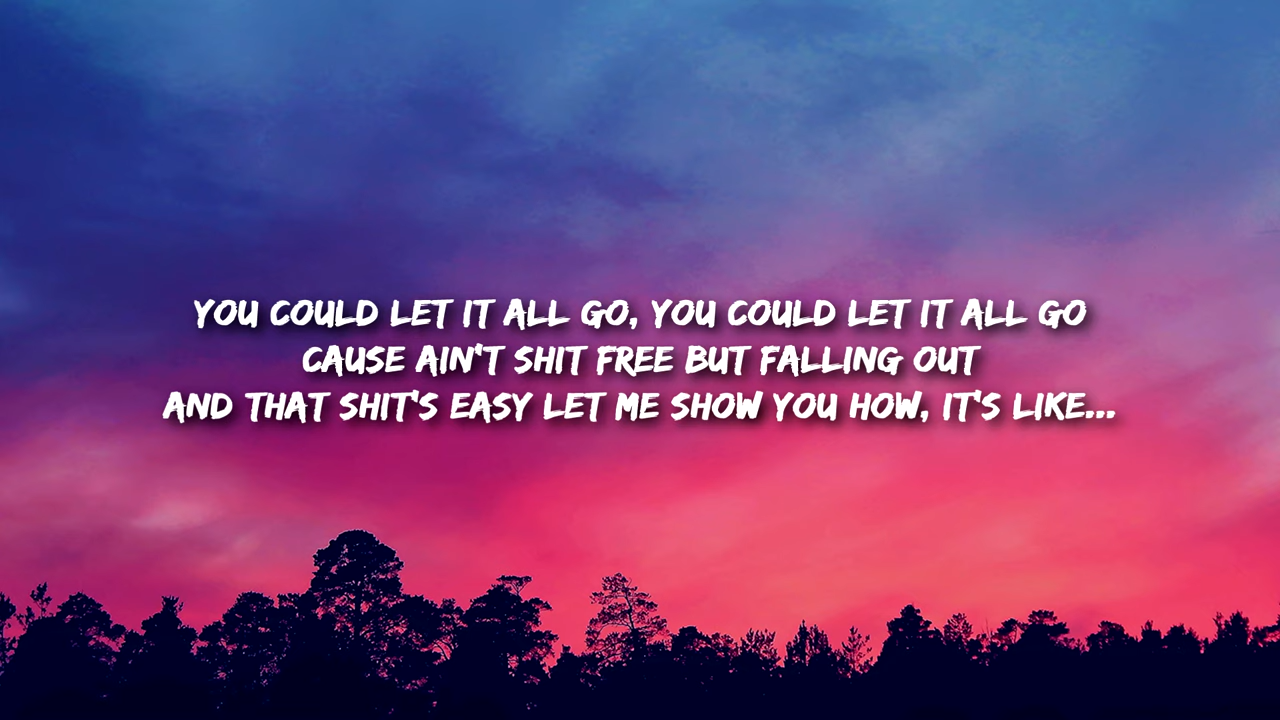 YOU COULD LET IT ALL GO, YOU COULD LET IT ALL GO
CAUSE AIN'T SHIT FREE BUT FALLING OUT
AND THAT SHIT'S EASY LET ME SHOW YOU HOW, IT'S LIKE...